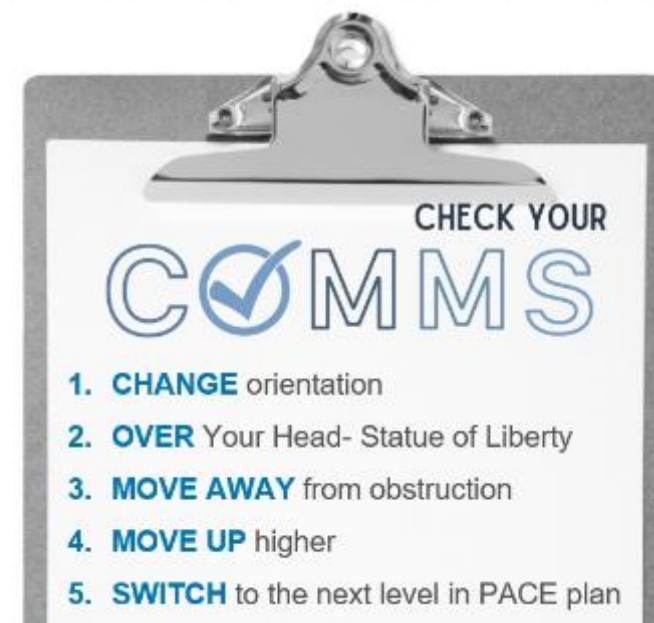 CHECK YOUR
COMMS
1. CHANGE orientation
2. OVER Your Head- Statue of Liberty
3. MOVE AWAY from obstruction
4. MOVE UP higher
5. SWITCH to the next level in PACE plan